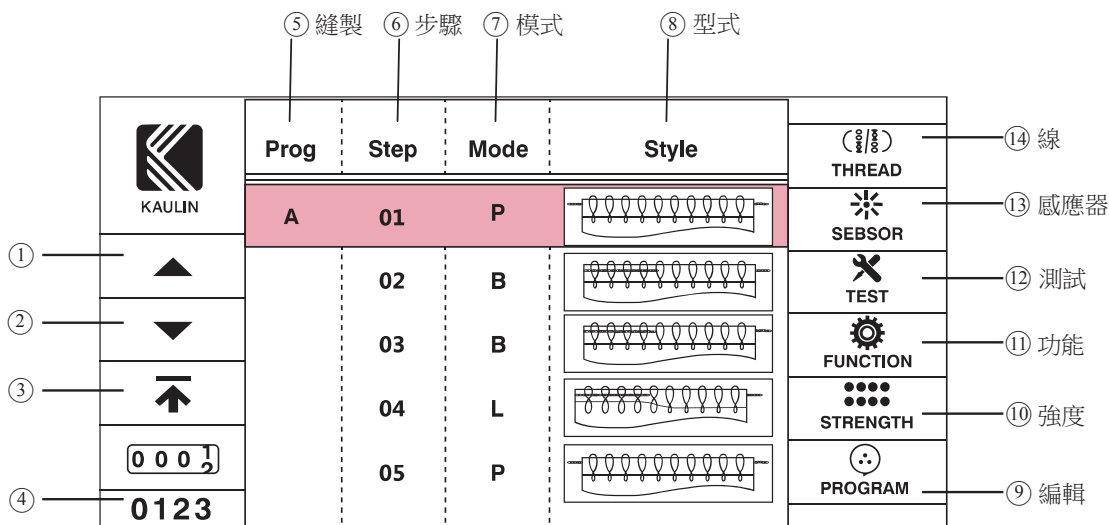 ⑤ 縫製 ⑥ 步驟 ⑦ 模式 ⑧ 型式
Prog Step Mode Style
KAULIN
A 01 P
02 B
03 B
04 L
05 P
①
②
③
0 0 0 1 2
④
0123
THREAD ⑭ 線
SEBSOR ⑬ 感應器
TEST ⑫ 測試
FUNCTION ⑪ 功能
STRENGTH ⑩ 強度
PROGRAM ⑨ 編輯